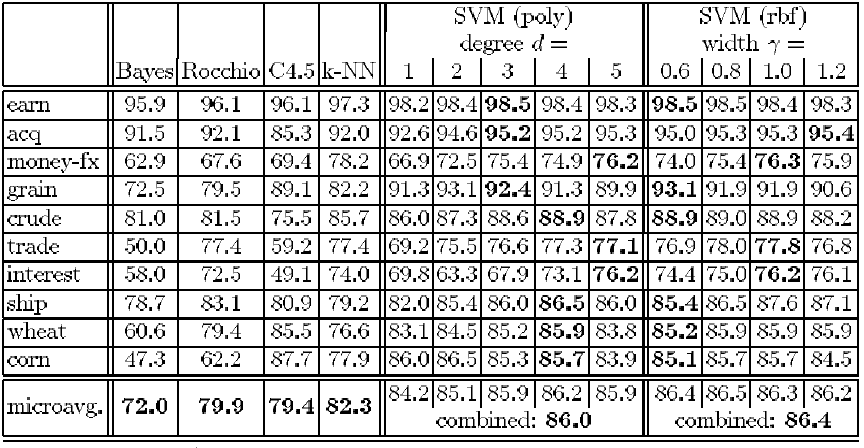 SVM (poly) SVM (rbf)
degree d = width γ =
Bayes Rocchio C4.5 k-NN 1 2 3 4 5 0.6 0.8 1.0 1.2
earn 95.9 96.1 96.1 97.3 98.2 98.4 98.5 98.4 98.3 98.5 98.5 98.4 98.3
acq 91.5 92.1 85.3 92.0 92.6 94.6 95.2 95.2 95.3 95.0 95.3 95.3 95.4
money-fx 62.9 67.6 69.4 78.2 66.9 72.5 75.4 74.9 76.2 74.0 75.4 76.3 75.9
grain 72.5 79.5 89.1 82.2 91.3 93.1 92.4 91.3 89.9 93.1 91.9 91.9 90.6
crude 81.0 81.5 75.5 85.7 86.0 87.3 88.6 88.9 87.8 88.9 89.0 88.9 88.2
trade 50.0 77.4 59.2 77.4 69.2 75.5 76.6 77.3 77.1 76.9 78.0 77.8 76.8
interest 58.0 72.5 49.1 74.0 69.8 63.3 67.9 73.1 76.2 74.4 75.0 76.2 76.1
ship 78.7 83.1 80.9 79.2 82.0 85.4 86.0 86.5 86.0 85.4 86.5 87.6 87.1
wheat 60.6 79.4 85.5 76.6 83.1 84.5 85.2 85.9 83.8 85.2 85.9 85.9 85.9
corn 47.3 62.2 87.7 77.9 86.0 86.5 85.3 85.7 83.9 85.1 85.7 85.7 84.5
84.2 85.1 85.9 86.2 85.9 86.4 86.5 86.3 86.2
microavg. 72.0 79.9 79.4 82.3
combined: 86.0 combined: 86.4